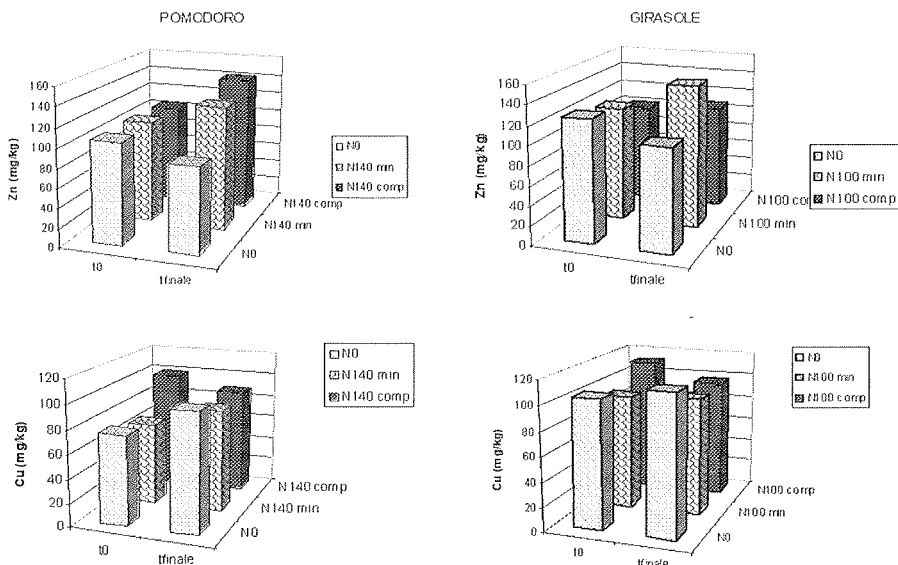 POMODORO
Zn (mg/kg)
160
140
120
100
80
60
40
20
0
t0
tfinale
N0
N140 min
N140 comp
N0
N140 min
N140 comp
GIRASOLE
Zn (mg/kg)
160
140
120
100
80
60
40
20
0
t0
tfinale
N0
N100 min
N100 comp
N0
N100 min
N100 comp
Cu (mg/kg)
120
100
80
60
40
20
0
t0
tfinale
N0
N140 min
N140 comp
N0
N140 min
N140 comp
Cu (mg/kg)
120
100
80
60
40
20
0
t0
tfinale
N0
N100 min
N100 comp
N0
N100 min
N100 comp